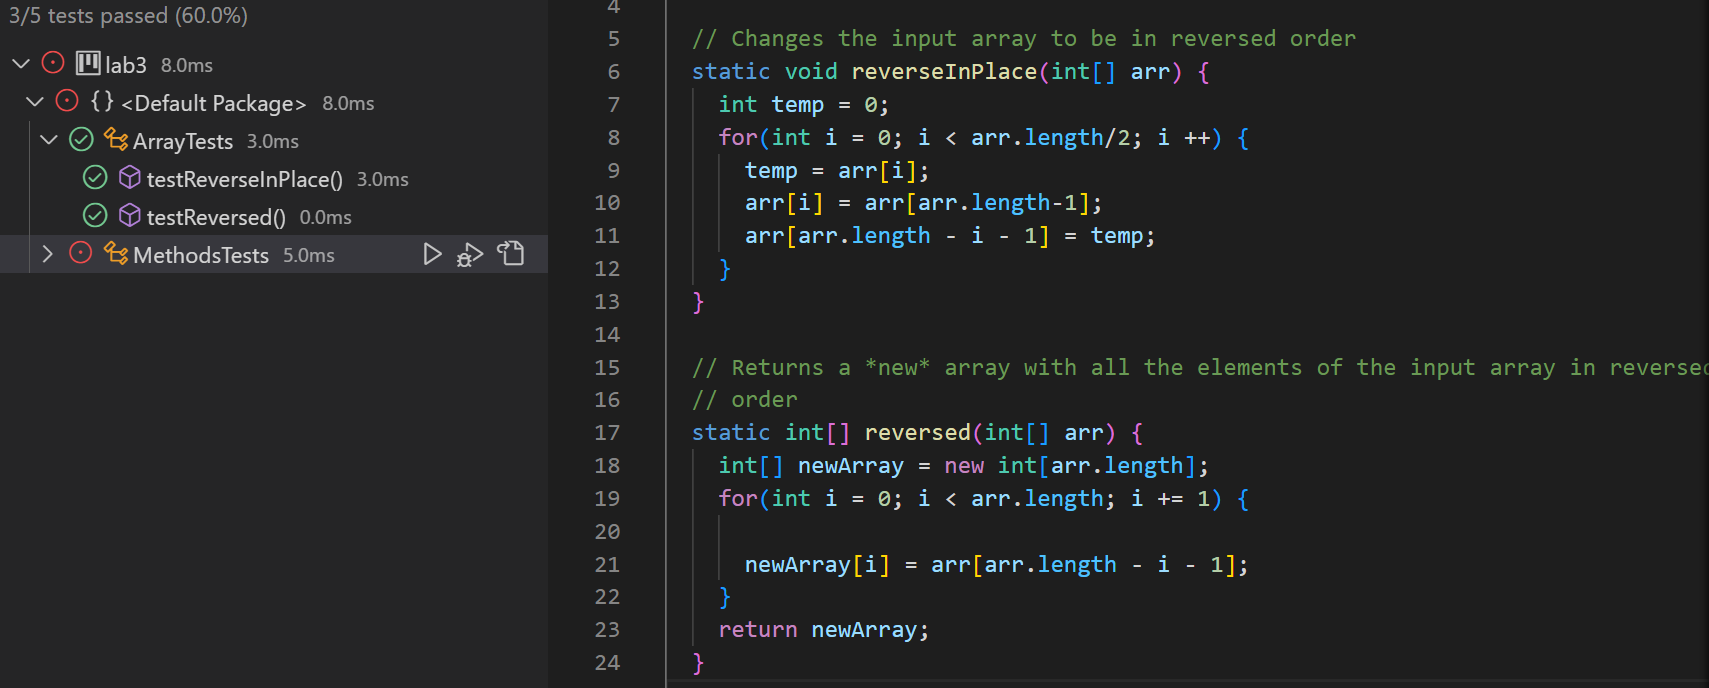 3/5 tests passed (60.0%)
lab3 8.0ms
{} <Default Package> 8.0ms
ArrayTests 3.0ms
testReverseInPlace() 3.0ms
testReversed() 0.0ms
MethodsTests 5.0ms
4
5 // Changes the input array to be in reversed order
6 static void reverseInPlace(int[] arr) {
7 int temp = 0;
8 for(int i = 0; i < arr.length/2; i ++) {
9 temp = arr[i];
10 arr[i] = arr[arr.length-1];
11 arr[arr.length - i - 1] = temp;
12 }
13 }
14
15 // Returns a *new* array with all the elements of the input array in reversed
16 // order
17 static int[] reversed(int[] arr) {
18 int[] newArray = new int[arr.length];
19 for(int i = 0; i < arr.length; i += 1) {
20
21 newArray[i] = arr[arr.length - i - 1];
22 }
23 return newArray;
24 }